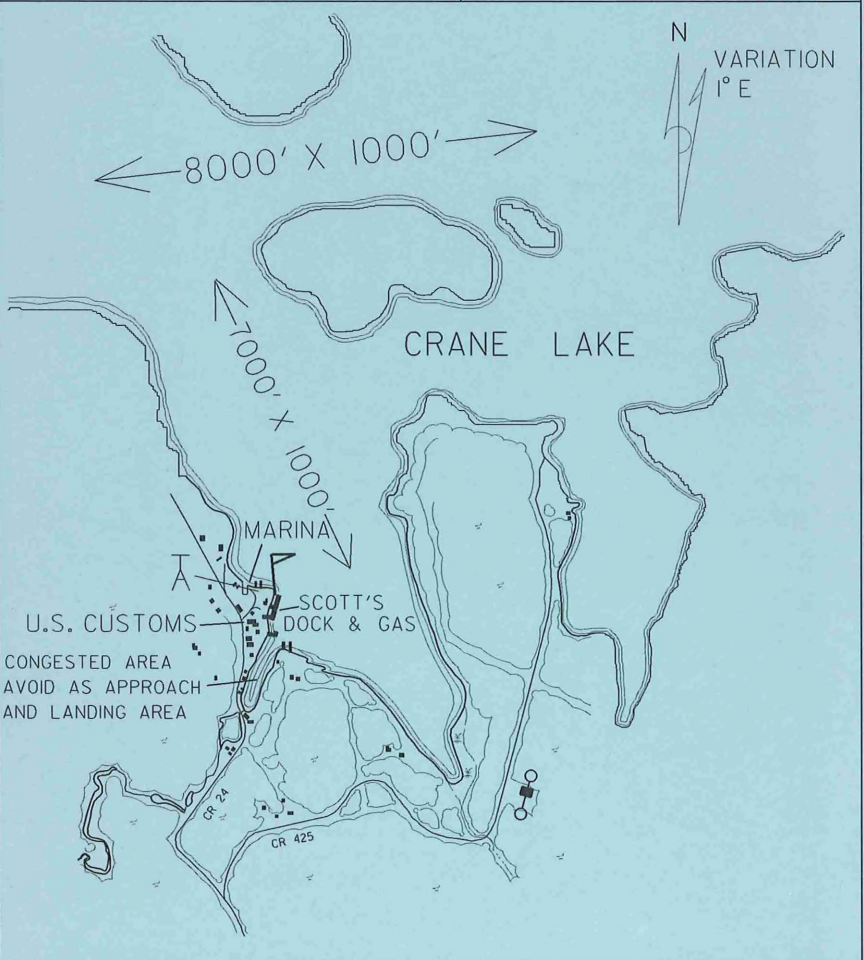 N
VARIATION
1° E
8000' X 1000'
CRANE LAKE
7000' X 1000'
MARINA
SCOTT'S
DOCK & GAS
U.S. CUSTOMS
CONGESTED AREA
AVOID AS APPROACH
AND LANDING AREA
CR 24
CR 425